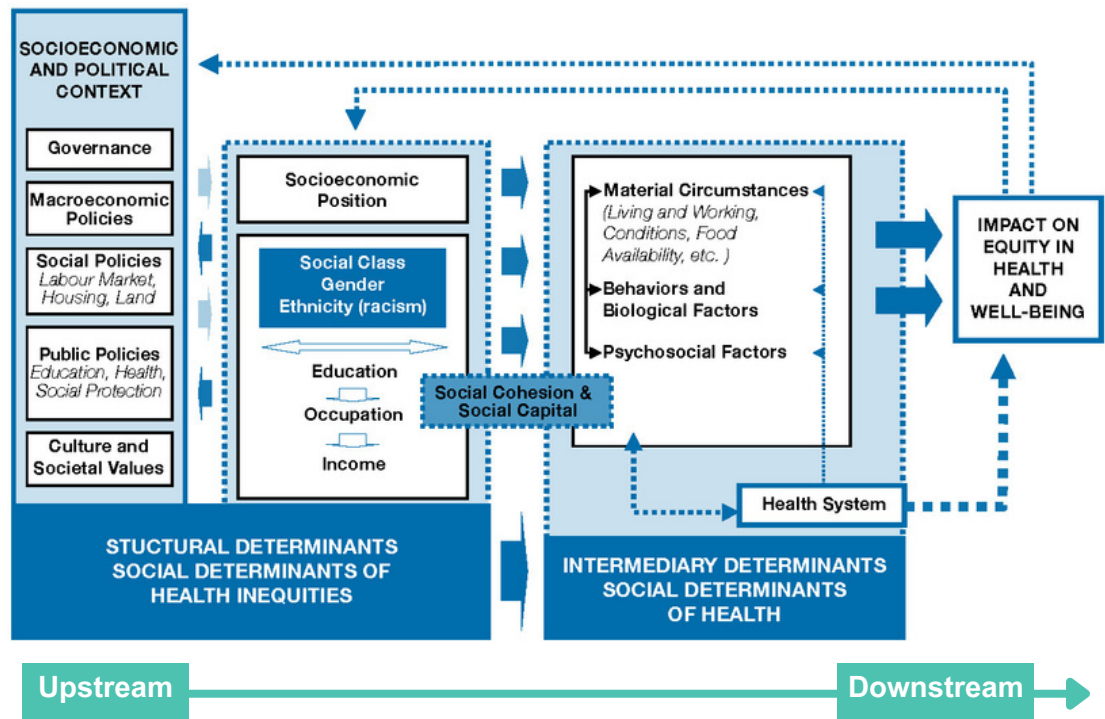 SOCIOECONOMIC
AND POLITICAL
CONTEXT
Governance
Macroeconomic
Policies
Social Policies
Labour Market,
Housing, Land
Public Policies
Education, Health,
Social Protection
Culture and
Societal Values
Socioeconomic
Position
Social Class
Gender
Ethnicity (racism)
Education
Occupation
Income
Social Cohesion &
Social Capital
Material Circumstances
(Living and Working,
Conditions, Food
Availability, etc. )
Behaviors and
Biological Factors
Psychosocial Factors
Health System
IMPACT ON
EQUITY IN
HEALTH
AND
WELL-BEING
STUCTURAL DETERMINANTS
SOCIAL DETERMINANTS OF
HEALTH INEQUITIES
INTERMEDIARY DETERMINANTS
SOCIAL DETERMINANTS
OF HEALTH
Upstream
Downstream